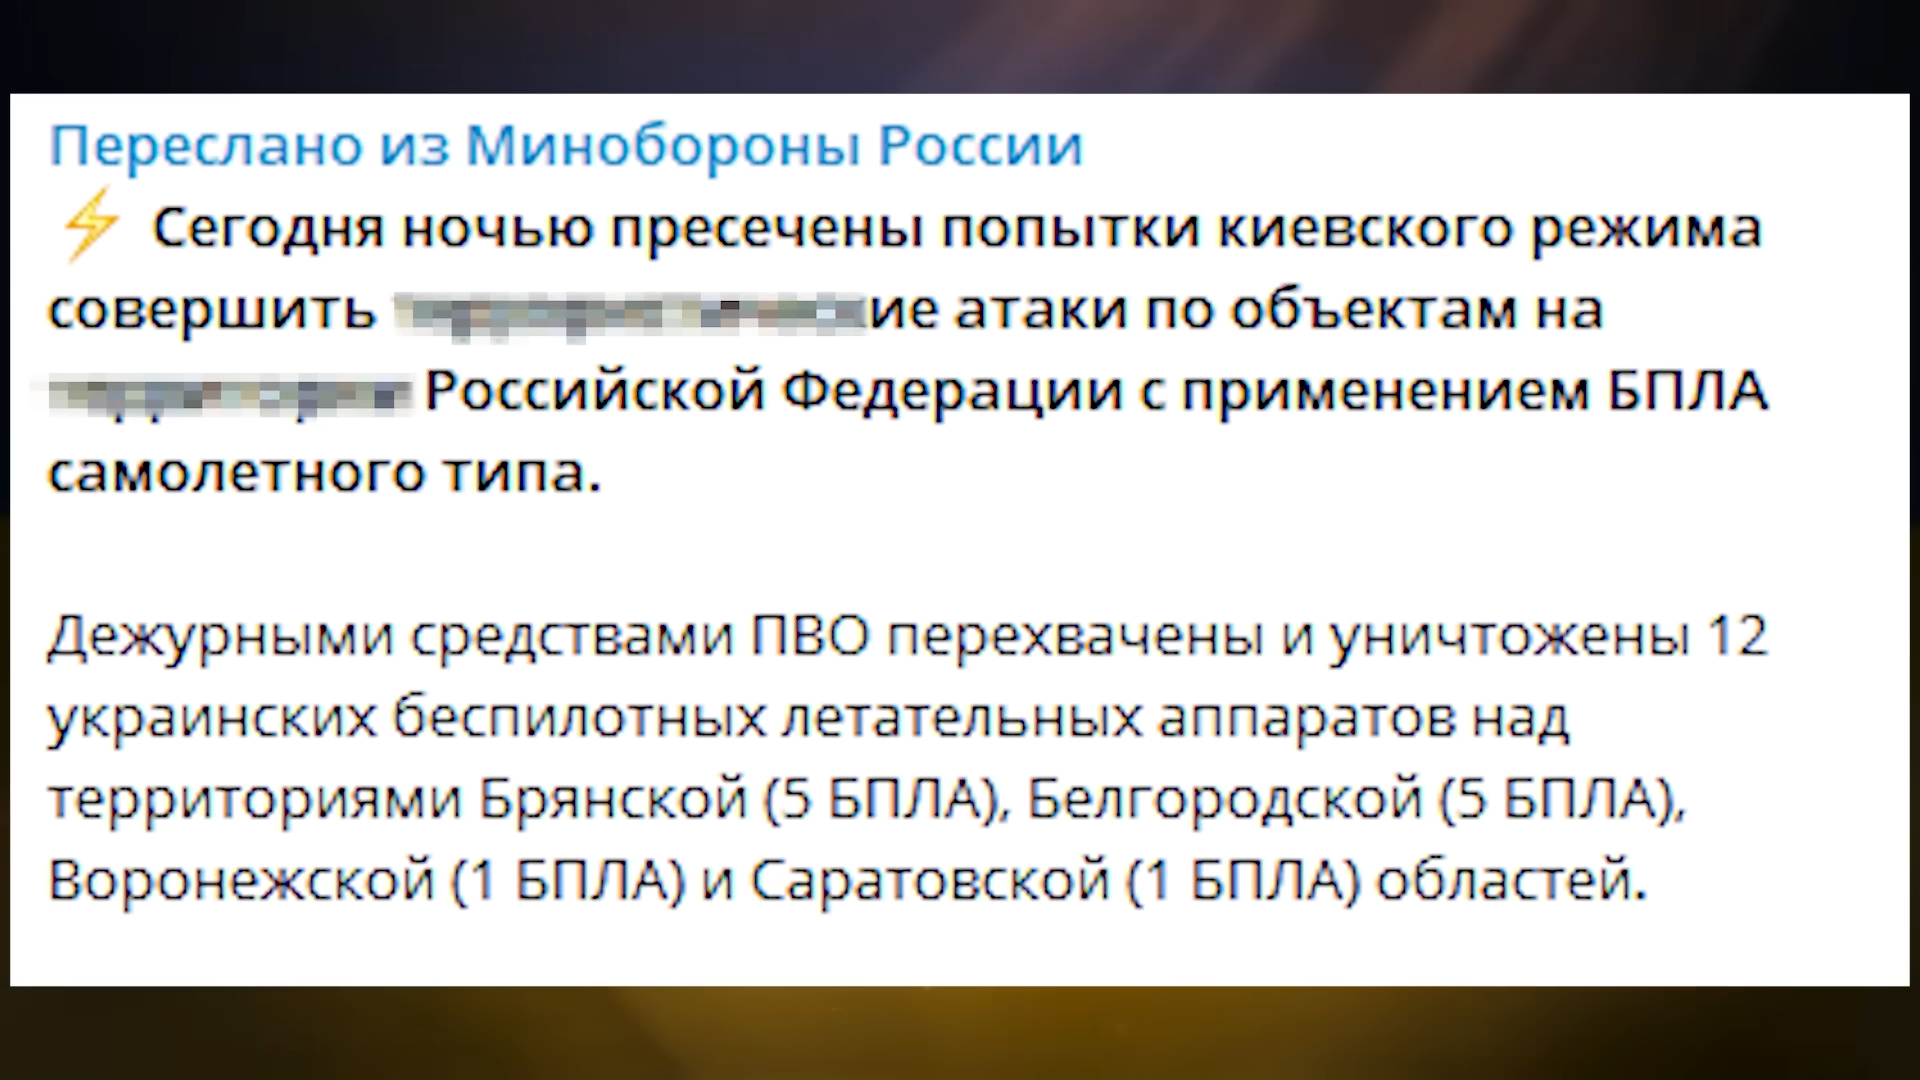 Переслано из Минобороны России
⚡ Сегодня ночью пресечены попытки киевского режима
совершить атаки по объектам на
Российской Федерации с применением БПЛА
самолетного типа.
Дежурными средствами ПВО перехвачены и уничтожены 12
украинских беспилотных летательных аппаратов над
территориями Брянской (5 БПЛА), Белгородской (5 БПЛА),
Воронежской (1 БПЛА) и Саратовской (1 БПЛА) областей.